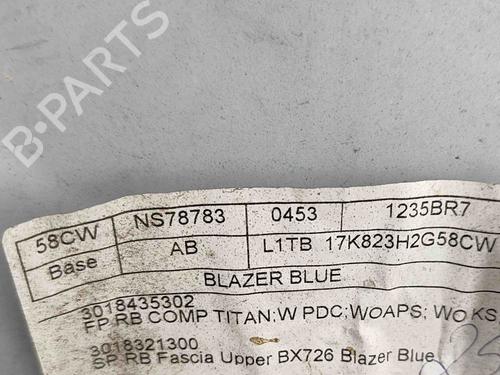 B-PARTS
58CW NS78783 0453 1235BR7
Base AB L1TB 17K823H2G58CW
BLAZER BLUE
3018435302
FP RB COMP TITAN;W PDC;WOAPS; WO KS
3018321300
SP RB Fascia Upper BX726 Blazer Blue